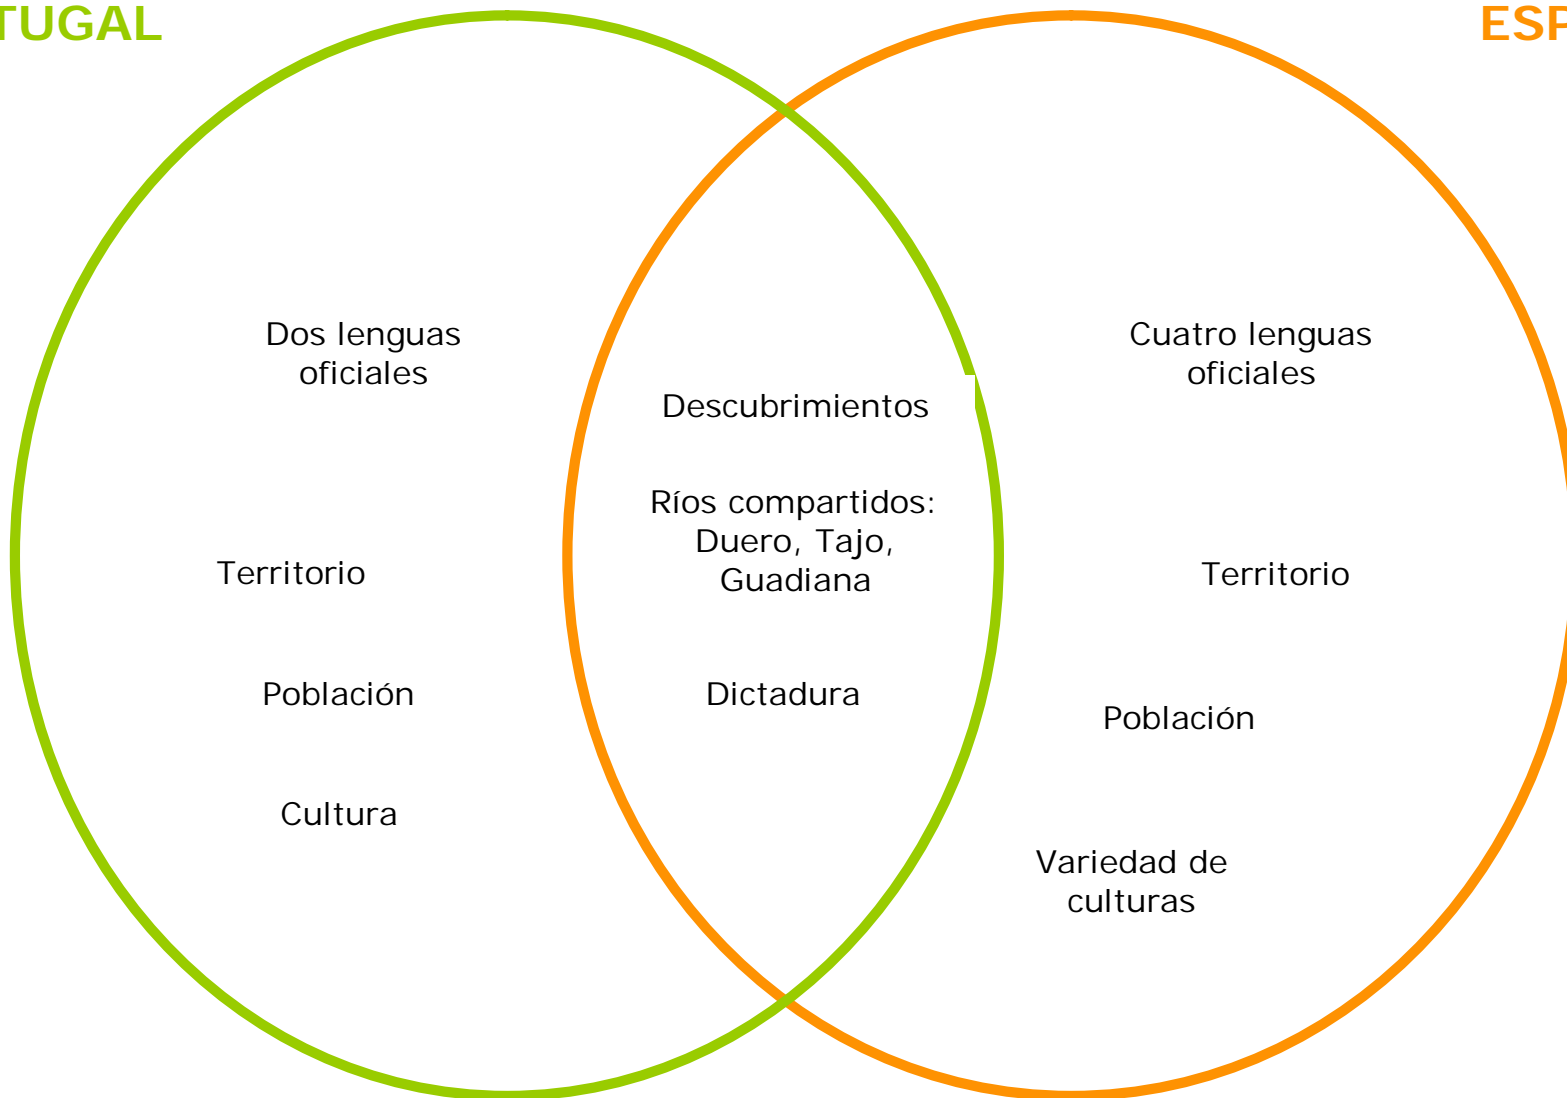 TUGAL
ESP
Dos lenguas
oficiales
Territorio
Población
Cultura
Descubrimientos
Ríos compartidos:
Duero, Tajo,
Guadiana
Dictadura
Cuatro lenguas
oficiales
Territorio
Población
Variedad de
culturas